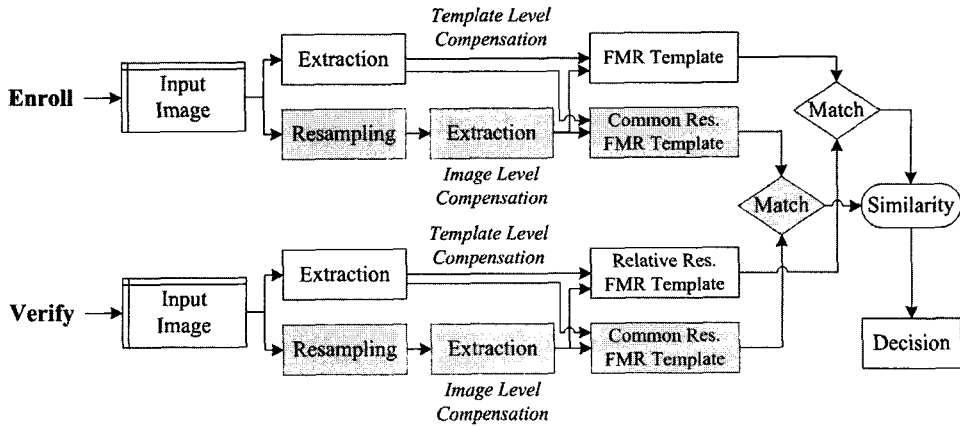 Template Level
Compensation
Enroll
Input
Image
Extraction
FMR Template
Match
Resampling
Extraction
Common Res.
FMR Template
Image Level
Compensation
Match
Similarity
Template Level
Compensation
Verify
Input
Image
Extraction
Relative Res.
FMR Template
Resampling
Extraction
Common Res.
FMR Template
Decision
Image Level
Compensation